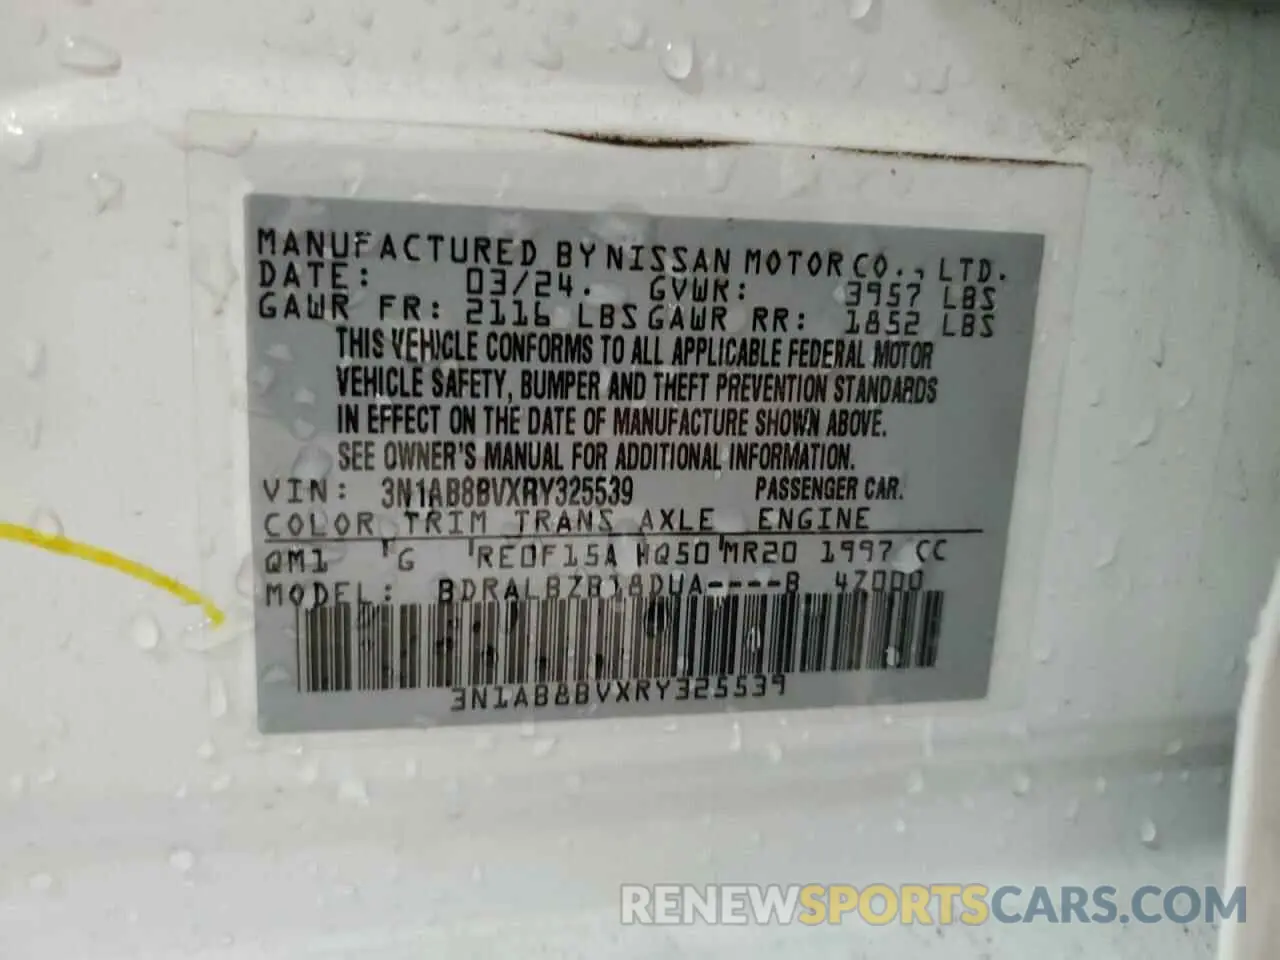 MANUFACTURED BY NISSAN MOTOR CO., LTD.
DATE: 03/24. GVWR: 3957 LBS
GAWR FR: 2116 LBS GAWR RR: 1852 LBS
THIS VEHICLE CONFORMS TO ALL APPLICABLE FEDERAL MOTOR
VEHICLE SAFETY, BUMPER AND THEFT PREVENTION STANDARDS
IN EFFECT ON THE DATE OF MANUFACTURE SHOWN ABOVE.
SEE OWNER'S MANUAL FOR ADDITIONAL INFORMATION.
VIN: 3N1AB8BVXRY325539 PASSENGER CAR.
COLOR TRIM TRANS AXLE ENGINE
QM1 G RE0F15A HQ50 MR20 1997 CC
MODEL: BDRALBZB18DUA----B 4Z000
3N1AB8BVXRY325539
RENEWSPORTSCARS.COM